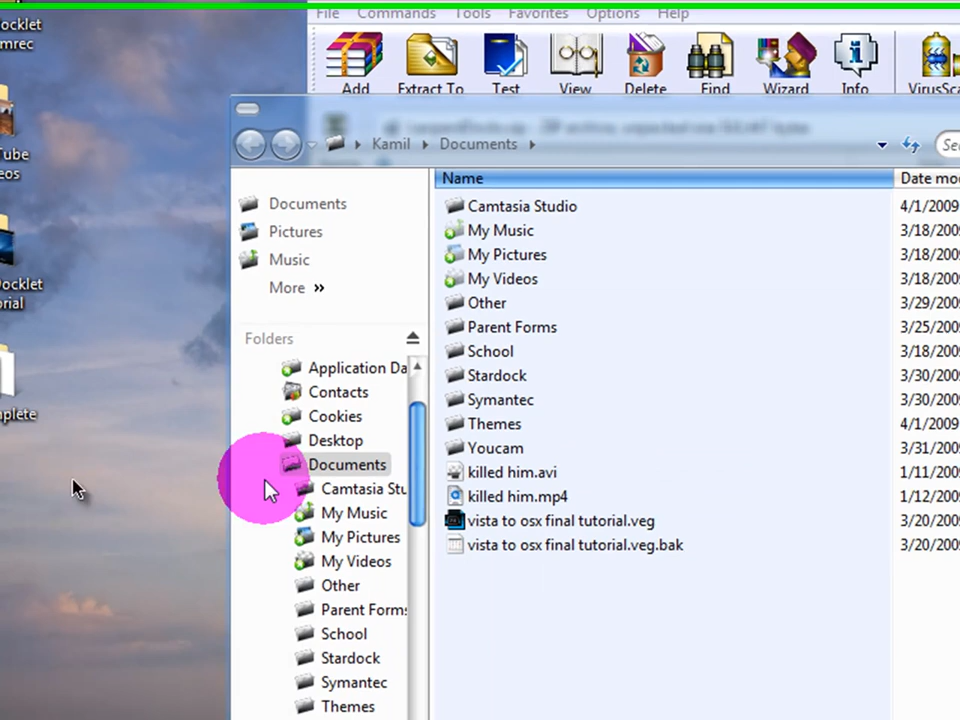 ocklet
mrec
Tube
eos
Docklet
orial
mplete
File Commands Tools Favorites Options Help
Add Extract To Test View Delete Find Wizard Info VirusSca
Kamil Documents
Sea
Documents
Pictures
Music
More »
Folders
Application Da
Contacts
Cookies
Desktop
Documents
Camtasia Stu
My Music
My Pictures
My Videos
Other
Parent Forms
School
Stardock
Symantec
Themes
Name Date mo
Camtasia Studio 4/1/2009
My Music 3/18/200
My Pictures 3/18/200
My Videos 3/18/200
Other 3/29/200
Parent Forms 3/25/200
School 3/18/200
Stardock 3/30/200
Symantec 3/30/200
Themes 4/1/2009
Youcam 3/31/200
killed him.avi 1/11/200
killed him.mp4 1/12/200
vista to osx final tutorial.veg 3/20/200
vista to osx final tutorial.veg.bak 3/20/200